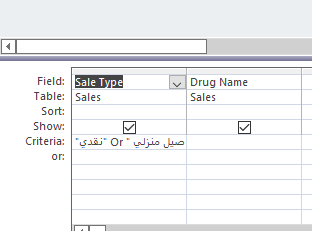 Field: Sale Type Drug Name
Table: Sales Sales
Sort:
Show:
Criteria: "نقدي" Or "صيل منزلي
or: